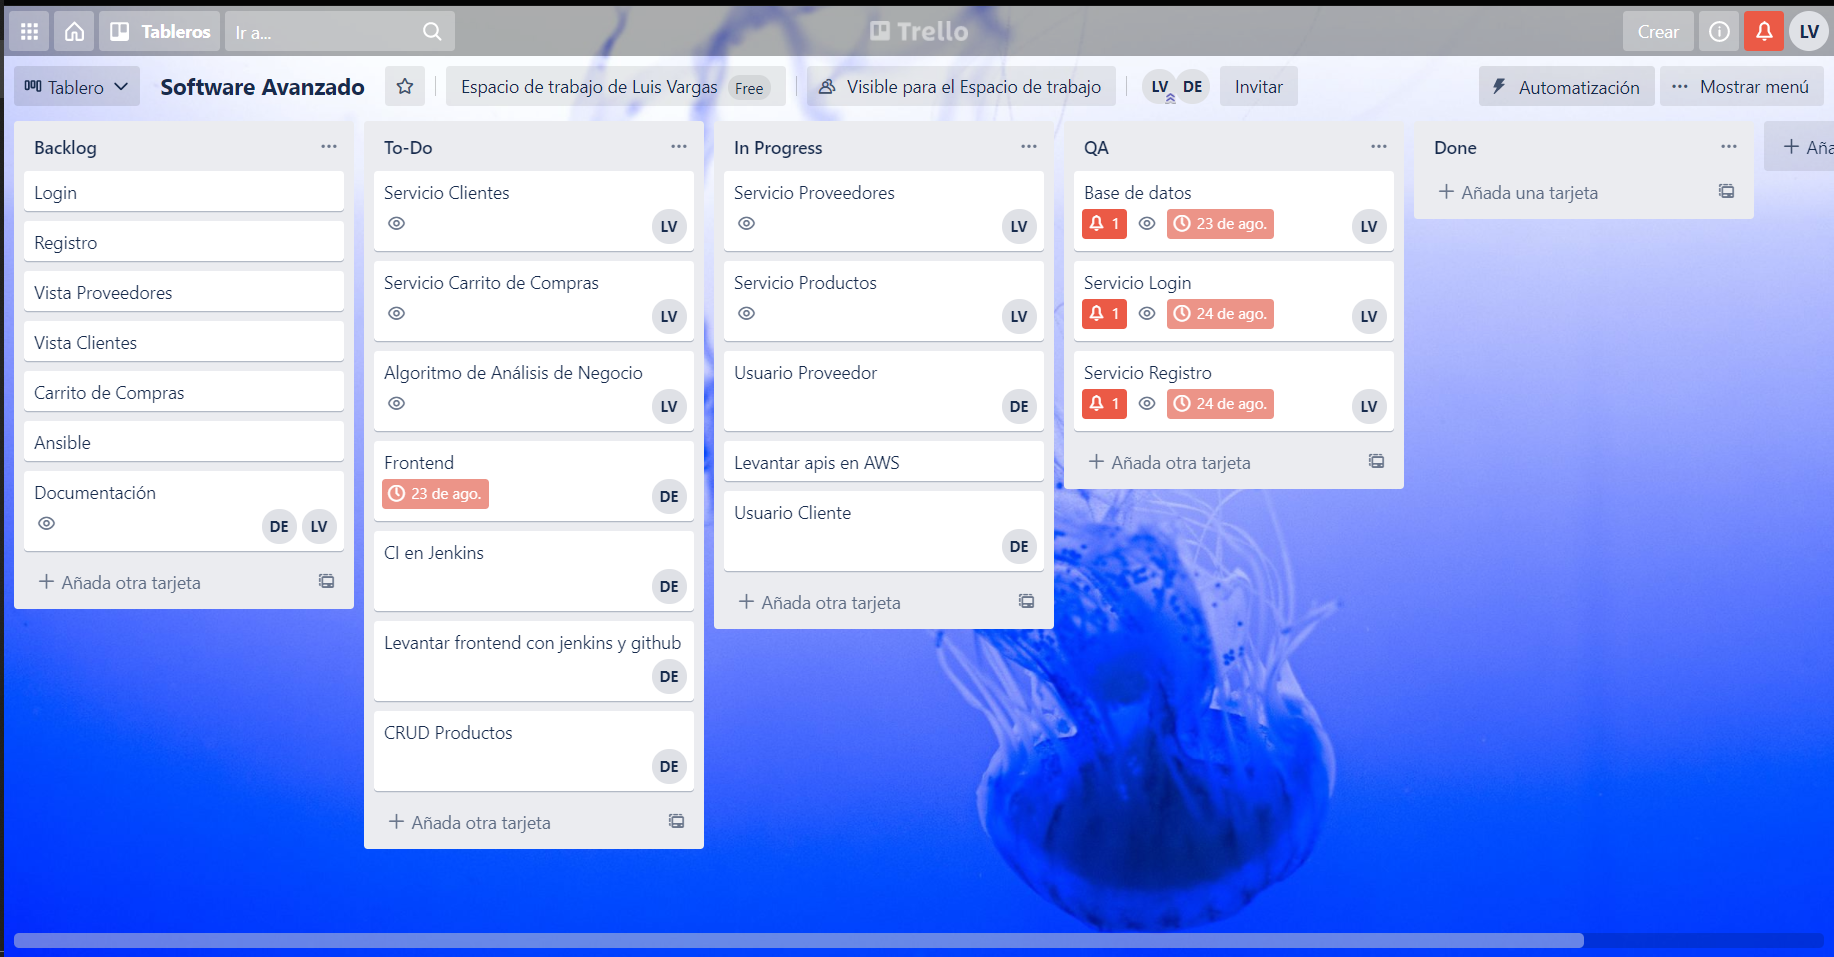 Tableros
Ir a...
Trello
Crear
LV
Tablero
Software Avanzado
Espacio de trabajo de Luis Vargas
Free
Visible para el Espacio de trabajo
LV
DE
Invitar
Automatización
Mostrar menú
Backlog
Login
Registro
Vista Proveedores
Vista Clientes
Carrito de Compras
Ansible
Documentación
DE
LV
Añada otra tarjeta
To-Do
Servicio Clientes
LV
Servicio Carrito de Compras
LV
Algoritmo de Análisis de Negocio
LV
Frontend
23 de ago.
DE
CI en Jenkins
DE
Levantar frontend con jenkins y github
DE
CRUD Productos
DE
Añada otra tarjeta
In Progress
Servicio Proveedores
LV
Servicio Productos
LV
Usuario Proveedor
DE
Levantar apis en AWS
Usuario Cliente
DE
Añada otra tarjeta
QA
Base de datos
1
23 de ago.
LV
Servicio Login
1
24 de ago.
LV
Servicio Registro
1
24 de ago.
LV
Añada otra tarjeta
Done
Añada una tarjeta
Aña